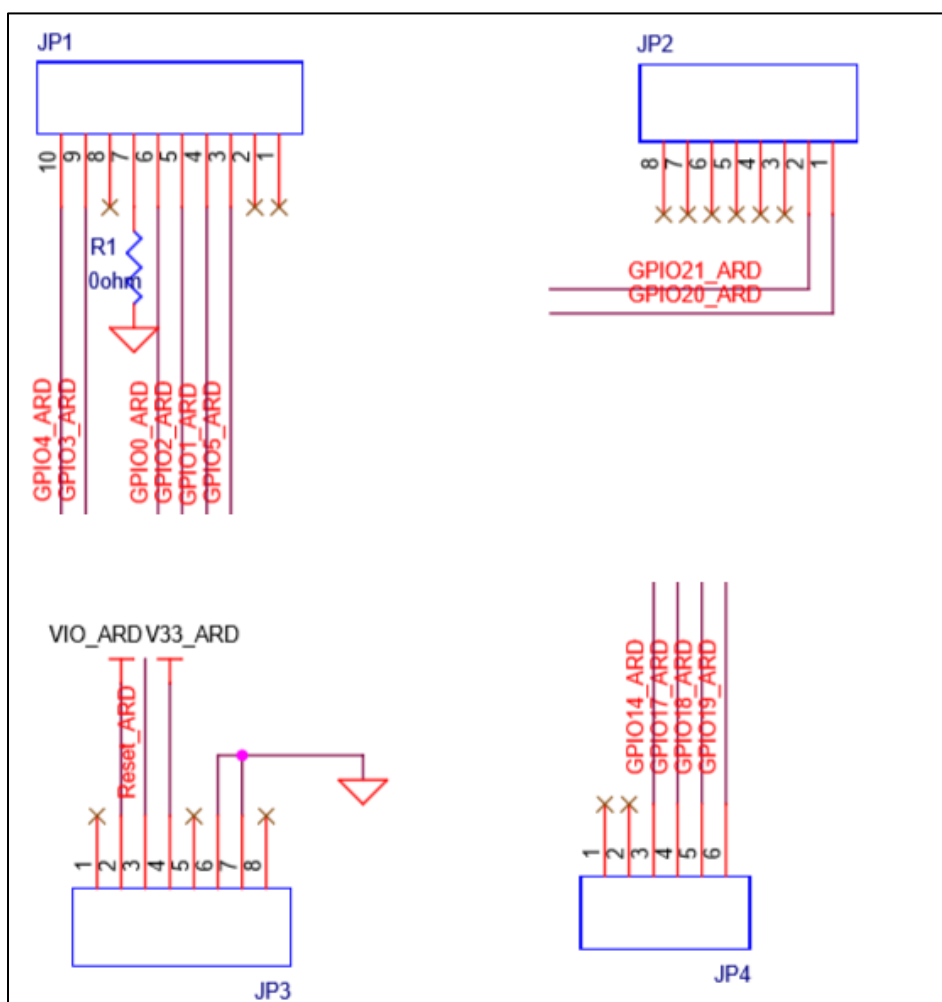 JP1
10
9
8
7
6
5
4
3
2
1
R1
0ohm
GPIO4_ARD
GPIO3_ARD
GPIO0_ARD
GPIO2_ARD
GPIO1_ARD
GPIO5_ARD
JP2
8
7
6
5
4
3
2
1
GPIO21_ARD
GPIO20_ARD
VIO_ARD V33_ARD
Reset_ARD
1
2
3
4
5
6
7
8
JP3
GPIO14_ARD
GPIO17_ARD
GPIO18_ARD
GPIO19_ARD
1
2
3
4
5
6
JP4